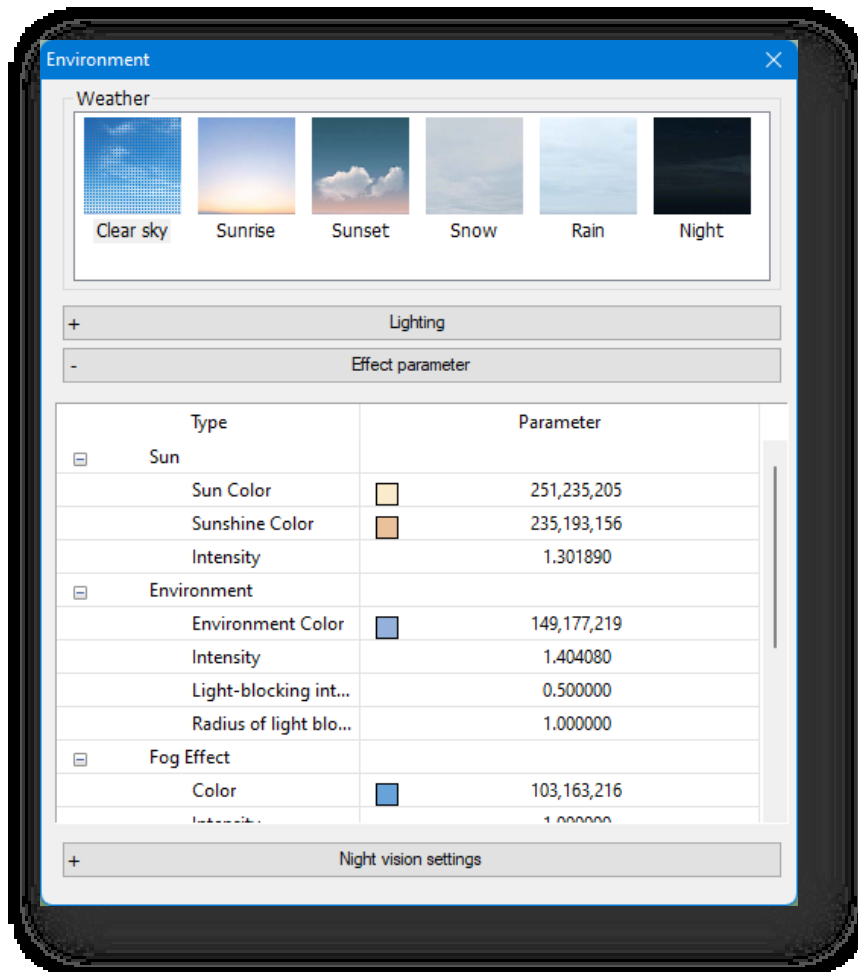 Environment
Weather
Clear sky Sunrise Sunset Snow Rain Night
+ Lighting
- Effect parameter
Type Parameter
Sun
Sun Color 251,235,205
Sunshine Color 235,193,156
Intensity 1.301890
Environment
Environment Color 149,177,219
Intensity 1.404080
Light-blocking int...
0.500000
Radius of light blo... 1.000000
Fog Effect
Color 103,163,216
Intensity 1.000000
+ Night vision settings